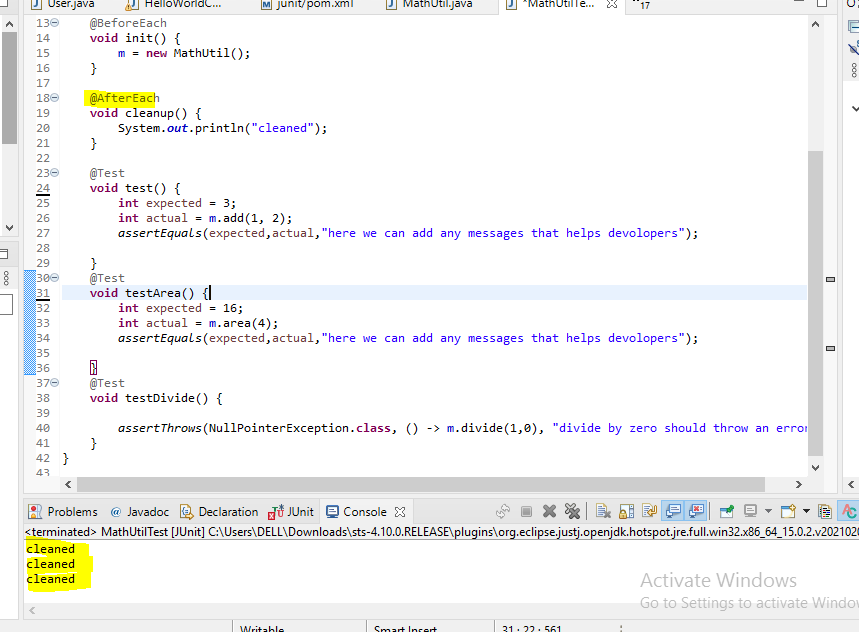 User.java HelloWorldC... junit/pom.xml MathUtil.java *MathUtilTe... 17
13 @BeforeEach
14 void init() {
15 m = new MathUtil();
16 }
17
18 @AfterEach
19 void cleanup() {
20 System.out.println("cleaned");
21 }
22
23 @Test
24 void test() {
25 int expected = 3;
26 int actual = m.add(1, 2);
27 assertEquals(expected,actual,"here we can add any messages that helps devolopers");
28
29 }
30 @Test
31 void testArea() {
32 int expected = 16;
33 int actual = m.area(4);
34 assertEquals(expected,actual,"here we can add any messages that helps devolopers");
35
36 }
37 @Test
38 void testDivide() {
39
40 assertThrows(NullPointerException.class, () -> m.divide(1,0), "divide by zero should throw an error
41 }
42 }
43
Problems @ Javadoc Declaration JUnit Console
<terminated> MathUtilTest [JUnit] C:\Users\DELL\Downloads\sts-4.10.0.RELEASE\plugins\org.eclipse.justj.openjdk.hotspot.jre.full.win32.x86_64_15.0.2.v202102
cleaned
cleaned
cleaned
Activate Windows
Go to Settings to activate Windows
Writable Smart Insert 31 : 22 : 561